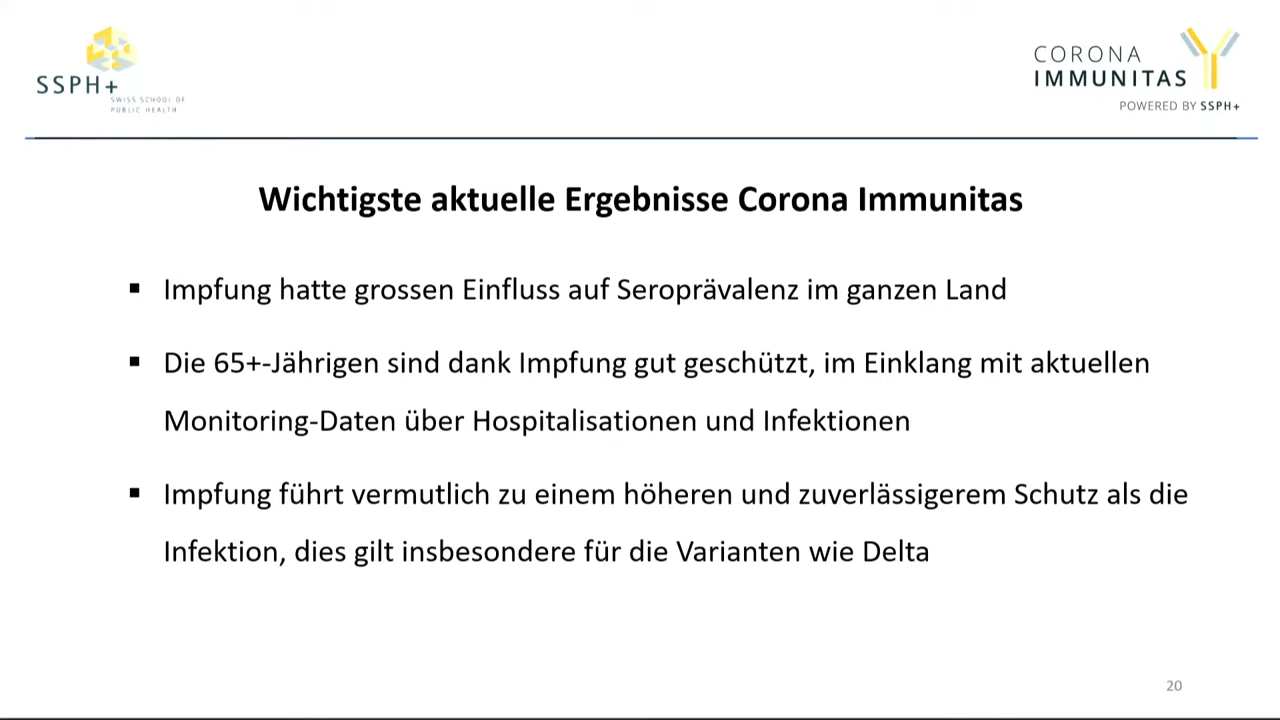 SSPH+
SWISS SCHOOL OF
PUBLIC HEALTH
CORONA
IMMUNITAS
POWERED BY SSPH+
Wichtigste aktuelle Ergebnisse Corona Immunitas
▪ Impfung hatte grossen Einfluss auf Seroprävalenz im ganzen Land
▪ Die 65+-Jährigen sind dank Impfung gut geschützt, im Einklang mit aktuellen
Monitoring-Daten über Hospitalisationen und Infektionen
▪ Impfung führt vermutlich zu einem höheren und zuverlässigerem Schutz als die
Infektion, dies gilt insbesondere für die Varianten wie Delta
20